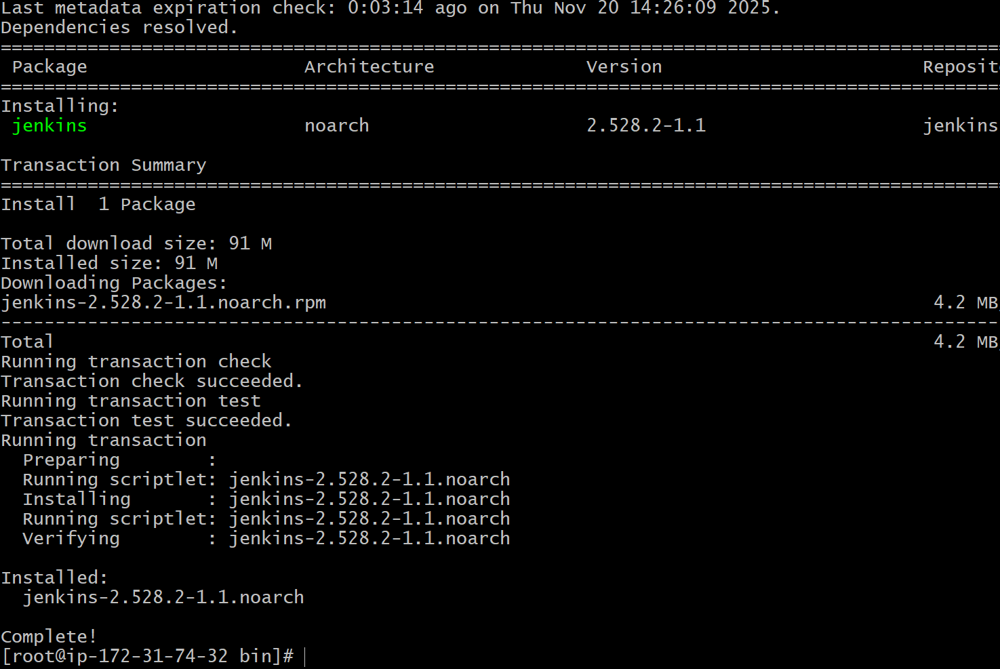 Last metadata expiration check: 0:03:14 ago on Thu Nov 20 14:26:09 2025.
Dependencies resolved.
============================================================================================
Package Architecture Version Reposit
============================================================================================
Installing:
jenkins noarch 2.528.2-1.1 jenkins
Transaction Summary
============================================================================================
Install 1 Package
Total download size: 91 M
Installed size: 91 M
Downloading Packages:
jenkins-2.528.2-1.1.noarch.rpm 4.2 MB
--------------------------------------------------------------------------------------------
Total 4.2 MB
Running transaction check
Transaction check succeeded.
Running transaction test
Transaction test succeeded.
Running transaction
Preparing :
Running scriptlet: jenkins-2.528.2-1.1.noarch
Installing : jenkins-2.528.2-1.1.noarch
Running scriptlet: jenkins-2.528.2-1.1.noarch
Verifying : jenkins-2.528.2-1.1.noarch
Installed:
jenkins-2.528.2-1.1.noarch
Complete!
[root@ip-172-31-74-32 bin]#